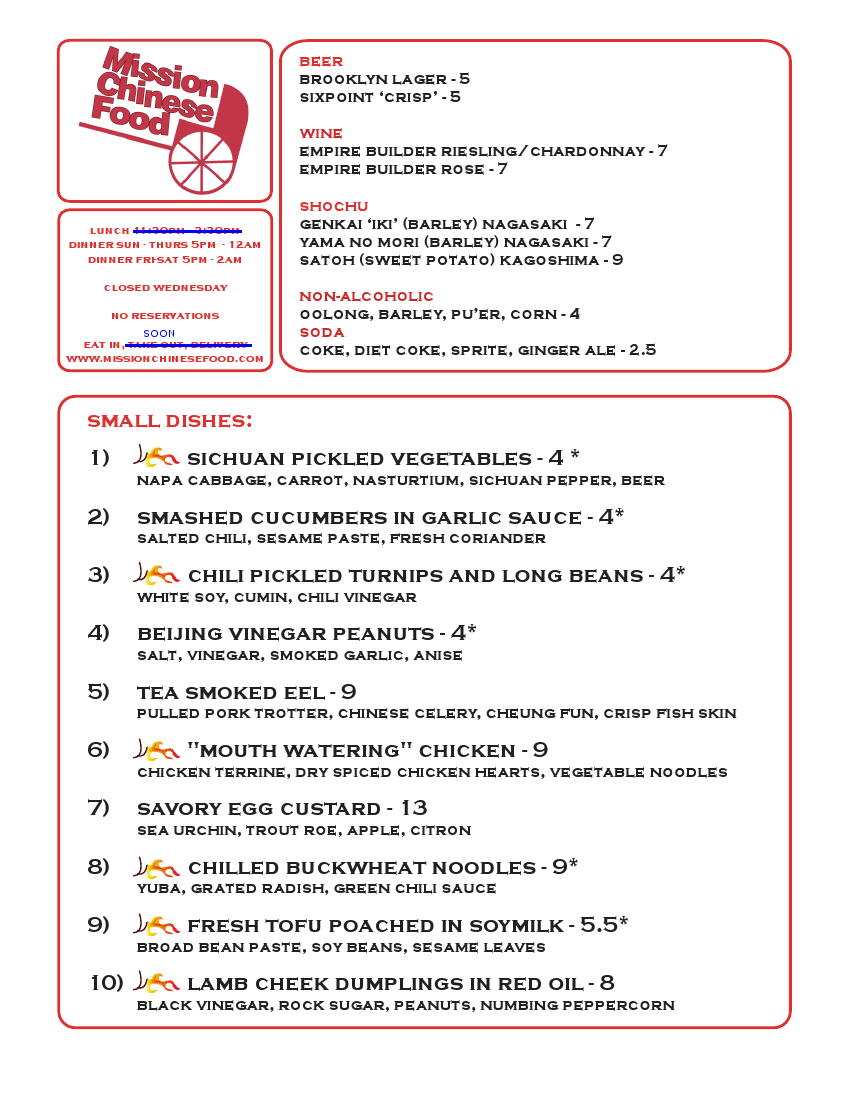 Mission
Chinese
Food
LUNCH 11:30PM - 3:30PM
DINNER SUN - THURS 5PM - 12AM
DINNER FRI-SAT 5PM - 2AM
CLOSED WEDNESDAY
NO RESERVATIONS
SOON
EAT IN, TAKE OUT, DELIVERY
WWW.MISSIONCHINESEFOOD.COM
BEER
BROOKLYN LAGER - 5
SIXPOINT ‘CRISP’ - 5
WINE
EMPIRE BUILDER RIESLING/CHARDONNAY - 7
EMPIRE BUILDER ROSE - 7
SHOCHU
GENKAI ‘IKI’ (BARLEY) NAGASAKI - 7
YAMA NO MORI (BARLEY) NAGASAKI - 7
SATOH (SWEET POTATO) KAGOSHIMA - 9
NON-ALCOHOLIC
OOLONG, BARLEY, PU’ER, CORN - 4
SODA
COKE, DIET COKE, SPRITE, GINGER ALE - 2.5
SMALL DISHES:
1) SICHUAN PICKLED VEGETABLES - 4 *
NAPA CABBAGE, CARROT, NASTURTIUM, SICHUAN PEPPER, BEER
2) SMASHED CUCUMBERS IN GARLIC SAUCE - 4*
SALTED CHILI, SESAME PASTE, FRESH CORIANDER
3) CHILI PICKLED TURNIPS AND LONG BEANS - 4*
WHITE SOY, CUMIN, CHILI VINEGAR
4) BEIJING VINEGAR PEANUTS - 4*
SALT, VINEGAR, SMOKED GARLIC, ANISE
5) TEA SMOKED EEL - 9
PULLED PORK TROTTER, CHINESE CELERY, CHEUNG FUN, CRISP FISH SKIN
6) "MOUTH WATERING" CHICKEN - 9
CHICKEN TERRINE, DRY SPICED CHICKEN HEARTS, VEGETABLE NOODLES
7) SAVORY EGG CUSTARD - 13
SEA URCHIN, TROUT ROE, APPLE, CITRON
8) CHILLED BUCKWHEAT NOODLES - 9*
YUBA, GRATED RADISH, GREEN CHILI SAUCE
9) FRESH TOFU POACHED IN SOYMILK - 5.5*
BROAD BEAN PASTE, SOY BEANS, SESAME LEAVES
10) LAMB CHEEK DUMPLINGS IN RED OIL - 8
BLACK VINEGAR, ROCK SUGAR, PEANUTS, NUMBING PEPPERCORN